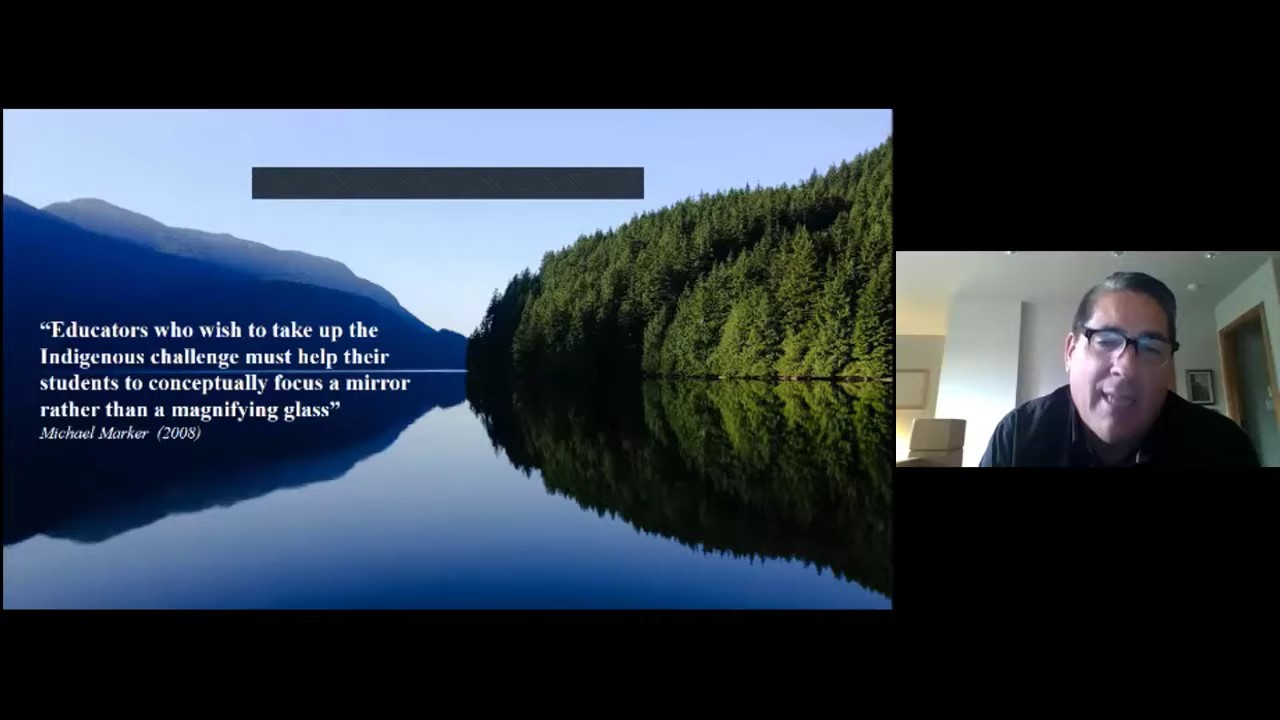 “Educators who wish to take up the
Indigenous challenge must help their
students to conceptually focus a mirror
rather than a magnifying glass”
Michael Marker (2008)